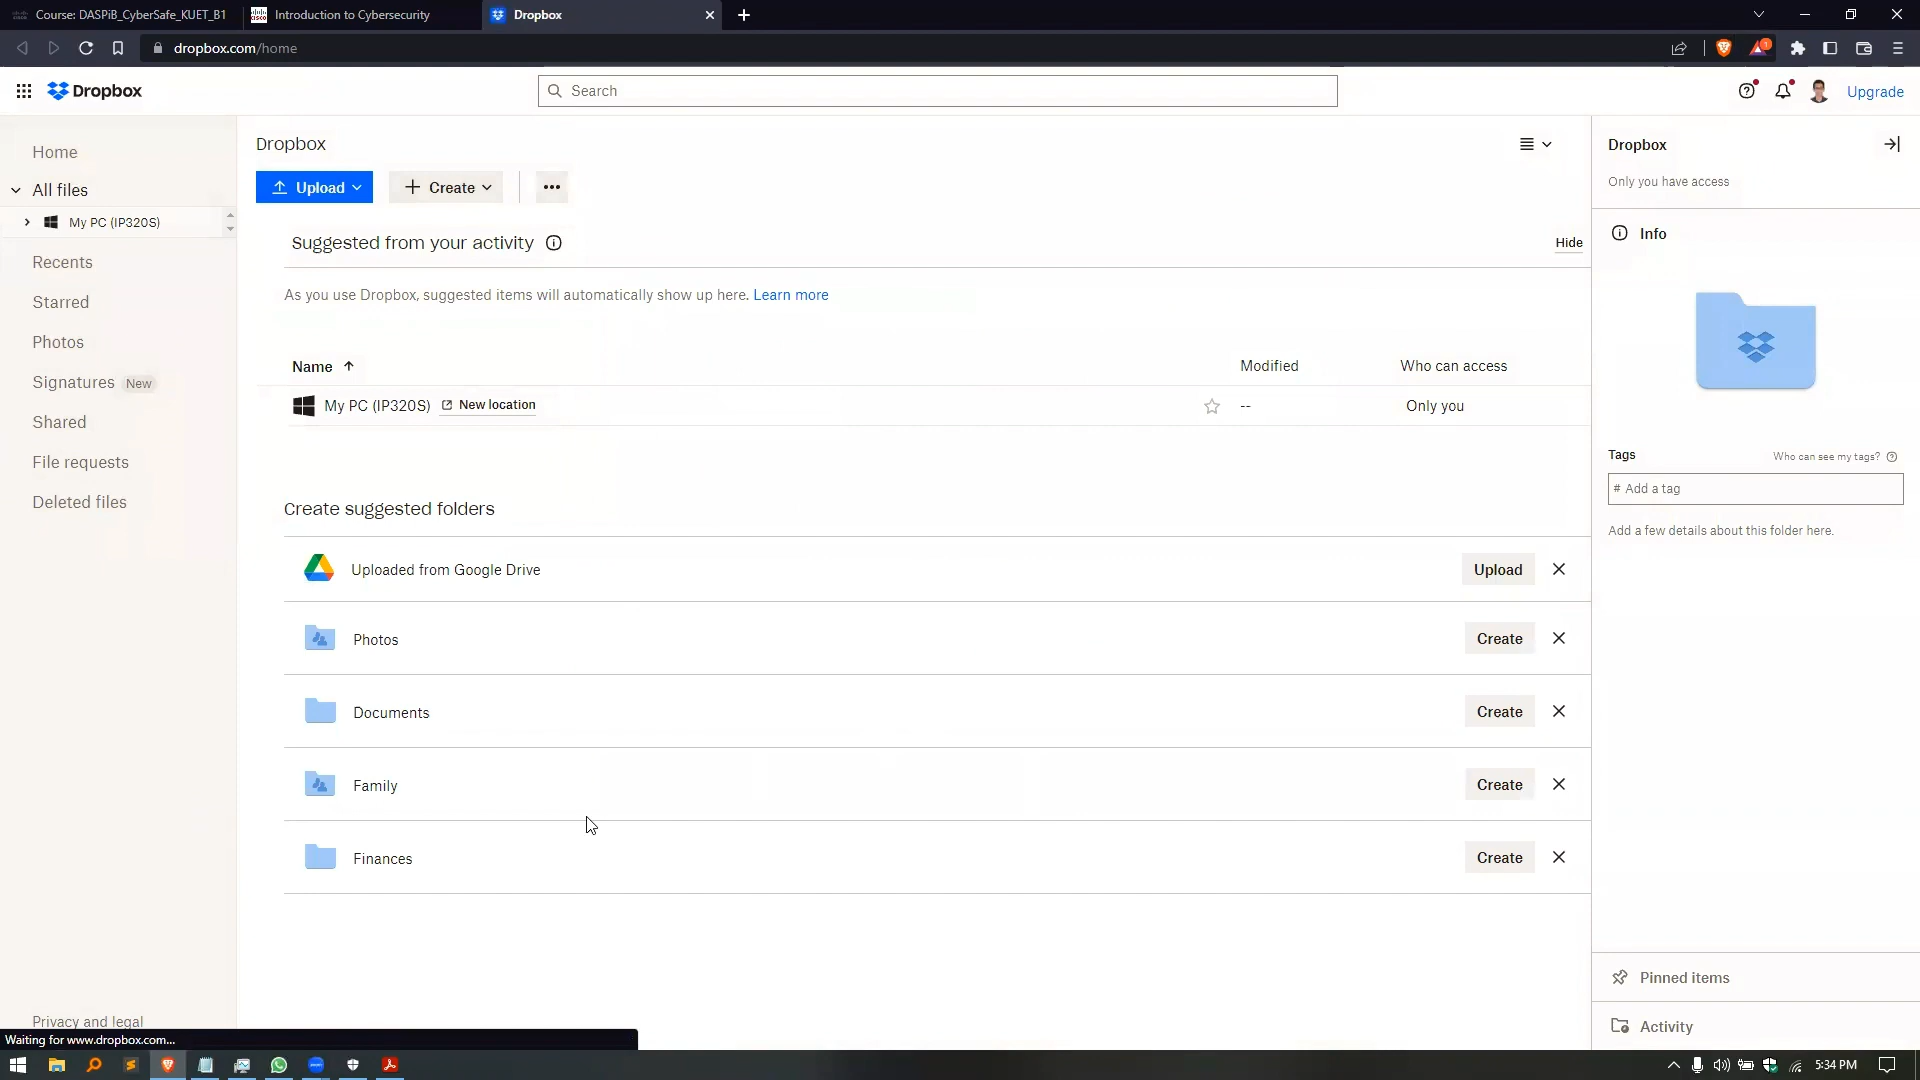 Course: DASPiB_CyberSafe_KUET_B1
Introduction to Cybersecurity
Dropbox
dropbox.com/home
1
Dropbox
Search
Upgrade
Home
All files
My PC (IP320S)
Recents
Starred
Photos
Signatures New
Shared
File requests
Deleted files
Privacy and legal
Dropbox
Upload
Create
Suggested from your activity
Hide
As you use Dropbox, suggested items will automatically show up here. Learn more
Name
Modified
Who can access
My PC (IP320S)
New location
--
Only you
Create suggested folders
Uploaded from Google Drive
Upload
Photos
Create
Documents
Create
Family
Create
Finances
Create
Dropbox
Only you have access
Info
Tags
Who can see my tags?
# Add a tag
Add a few details about this folder here.
Pinned items
Activity
Waiting for www.dropbox.com...
5:34 PM